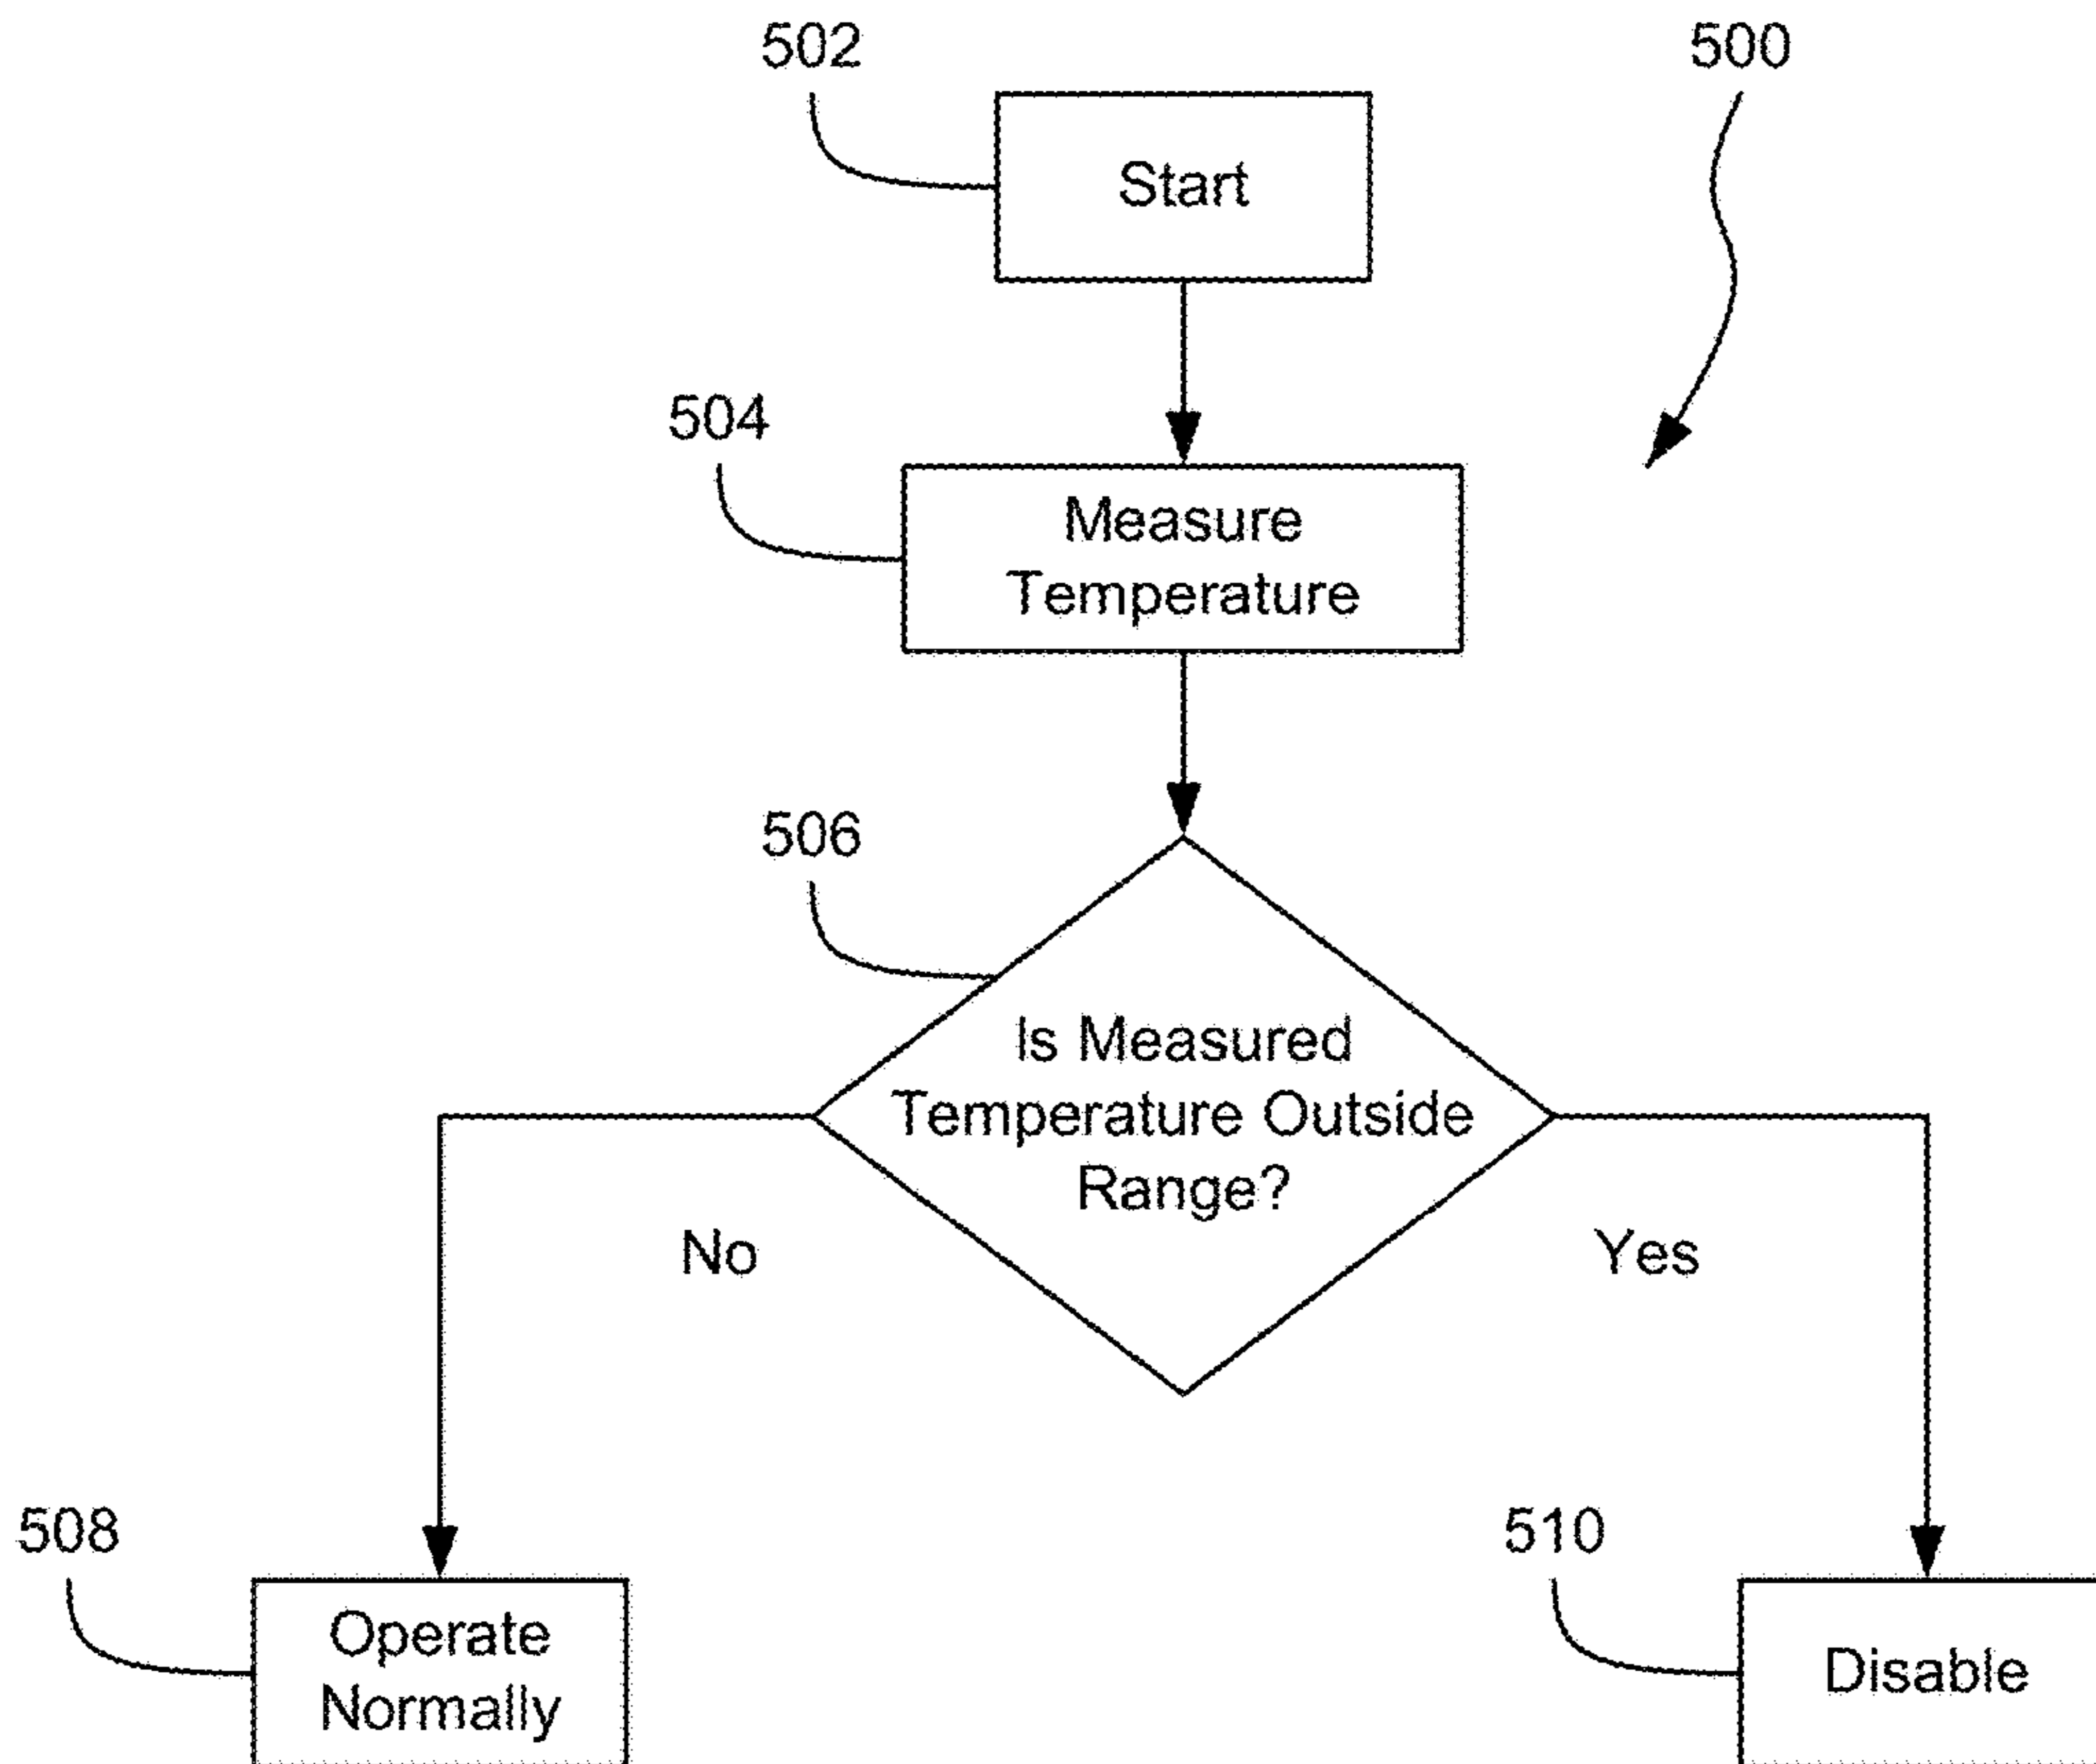 502
500
Start
504
Measure
Temperature
506
Is Measured
Temperature Outside
Range?
No
Yes
508
510
Operate
Normally
Disable